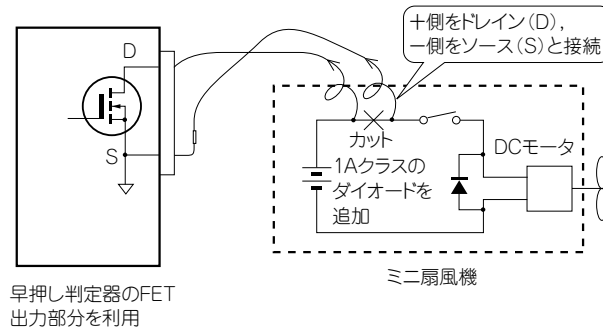 +側をドレイン(D),
−側をソース(S)と接続
D
S
カット
1Aクラスの
ダイオードを
追加
DCモータ
ミニ扇風機
早押し判定器のFET
出力部分を利用